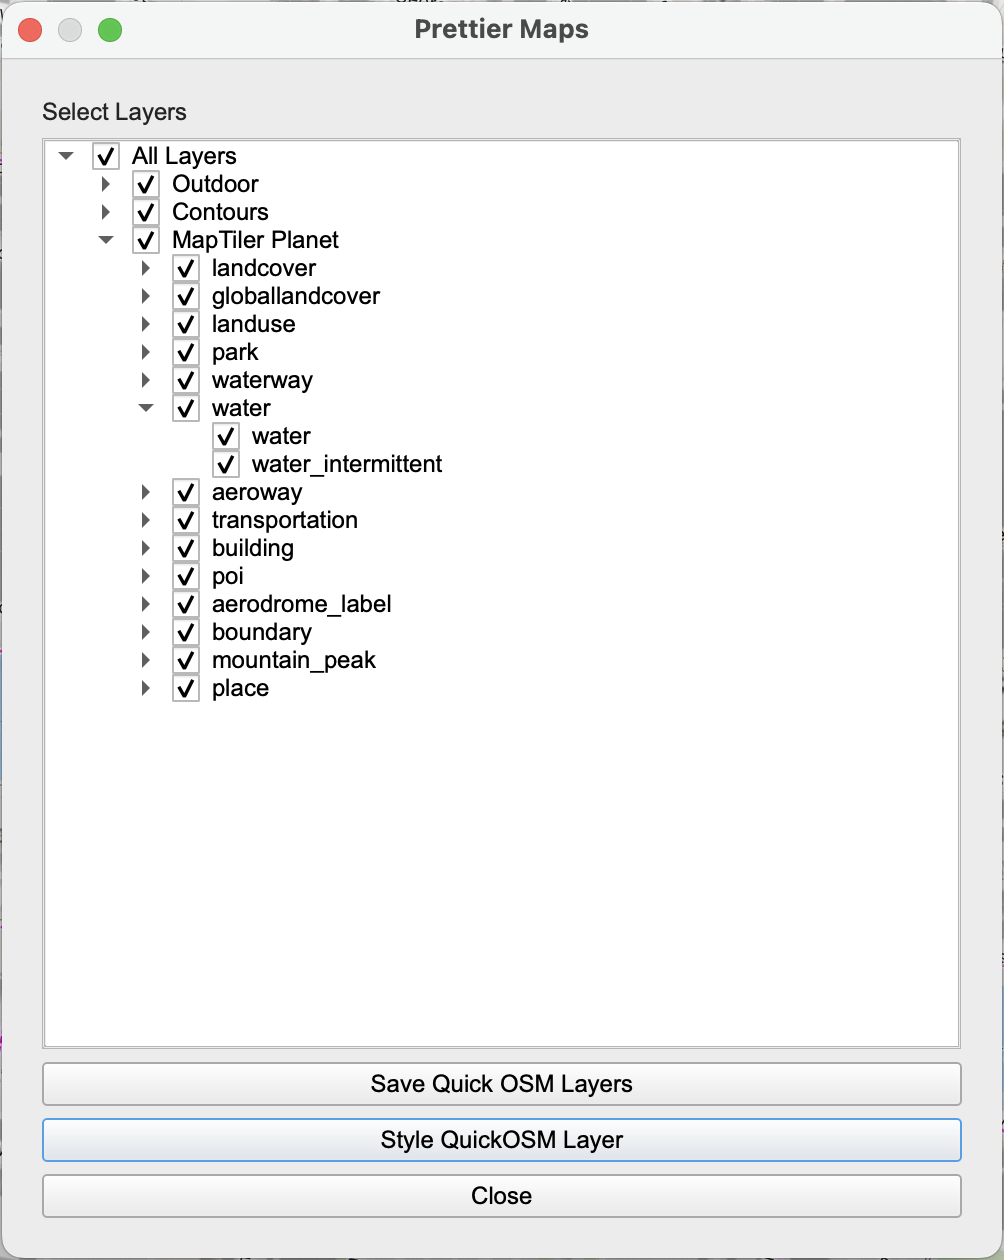 Prettier Maps
Select Layers
All Layers
Outdoor
Contours
MapTiler Planet
landcover
globallandcover
landuse
park
waterway
water
water
water_intermittent
aeroway
transportation
building
poi
aerodrome_label
boundary
mountain_peak
place
Save Quick OSM Layers
Style QuickOSM Layer
Close